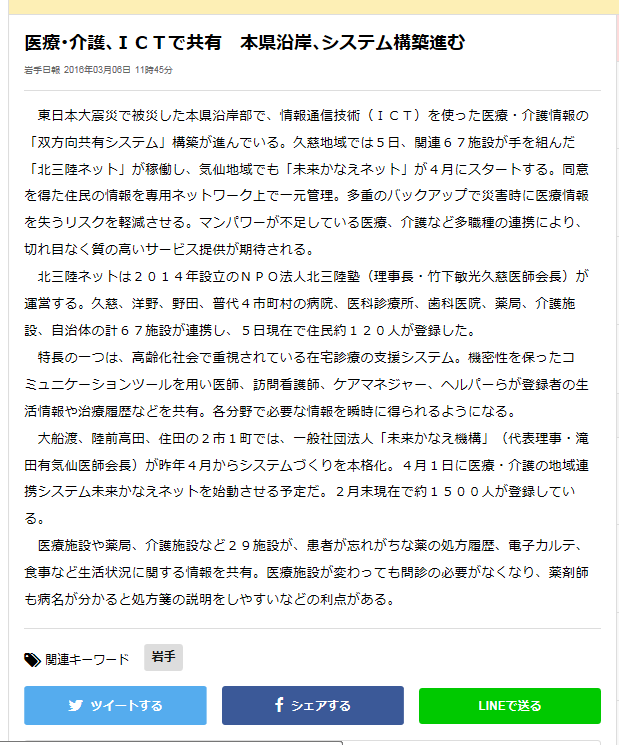 医療・介護、ＩＣＴで共有　本県沿岸、システム構築進む
岩手日報 2016年03月06日 11時45分
　東日本大震災で被災した本県沿岸部で、情報通信技術（ＩＣＴ）を使った医療・介護情報の
「双方向共有システム」構築が進んでいる。久慈地域では５日、関連６７施設が手を組んだ
「北三陸ネット」が稼働し、気仙地域でも「未来かなえネット」が４月にスタートする。同意
を得た住民の情報を専用ネットワーク上で一元管理。多重のバックアップで災害時に医療情報
を失うリスクを軽減させる。マンパワーが不足している医療、介護など多職種の連携により、
切れ目なく質の高いサービス提供が期待される。
　北三陸ネットは２０１４年設立のＮＰＯ法人北三陸塾（理事長・竹下敏光久慈医師会長）が
運営する。久慈、洋野、野田、普代４市町村の病院、医科診療所、歯科医院、薬局、介護施
設、自治体の計６７施設が連携し、５日現在で住民約１２０人が登録した。
　特長の一つは、高齢化社会で重視されている在宅診療の支援システム。機密性を保ったコ
ミュニケーションツールを用い医師、訪問看護師、ケアマネジャー、ヘルパーらが登録者の生
活情報や治療履歴などを共有。各分野で必要な情報を瞬時に得られるようになる。
　大船渡、陸前高田、住田の２市１町では、一般社団法人「未来かなえ機構」（代表理事・滝
田有気仙医師会長）が昨年４月からシステムづくりを本格化。４月１日に医療・介護の地域連
携システム未来かなえネットを始動させる予定だ。２月末現在で約１５００人が登録してい
る。
　医療施設や薬局、介護施設など２９施設が、患者が忘れがちな薬の処方履歴、電子カルテ、
食事など生活状況に関する情報を共有。医療施設が変わっても問診の必要がなくなり、薬剤師
も病名が分かると処方箋の説明をしやすいなどの利点がある。
関連キーワード 岩手
ツイートする シェアする LINEで送る